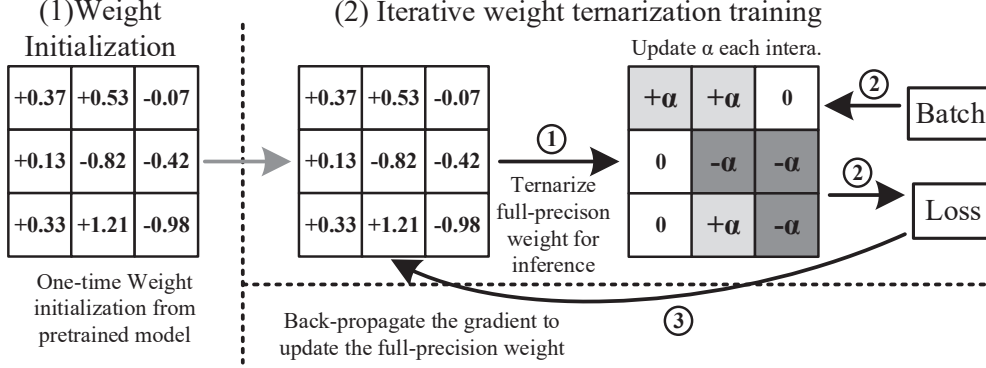 (1)Weight
Initialization
(2) Iterative weight ternarization training
Update α each intera.
+0.37 +0.53 -0.07
+0.13 -0.82 -0.42
+0.33 +1.21 -0.98
One-time Weight
initialization from
pretrained model
+0.37 +0.53 -0.07
+0.13 -0.82 -0.42
+0.33 +1.21 -0.98
1
Ternarize
full-precison
weight for
inference
+α +α 0
0 -α -α
0 +α -α
2
Batch
2
Loss
3
Back-propagate the gradient to
update the full-precision weight